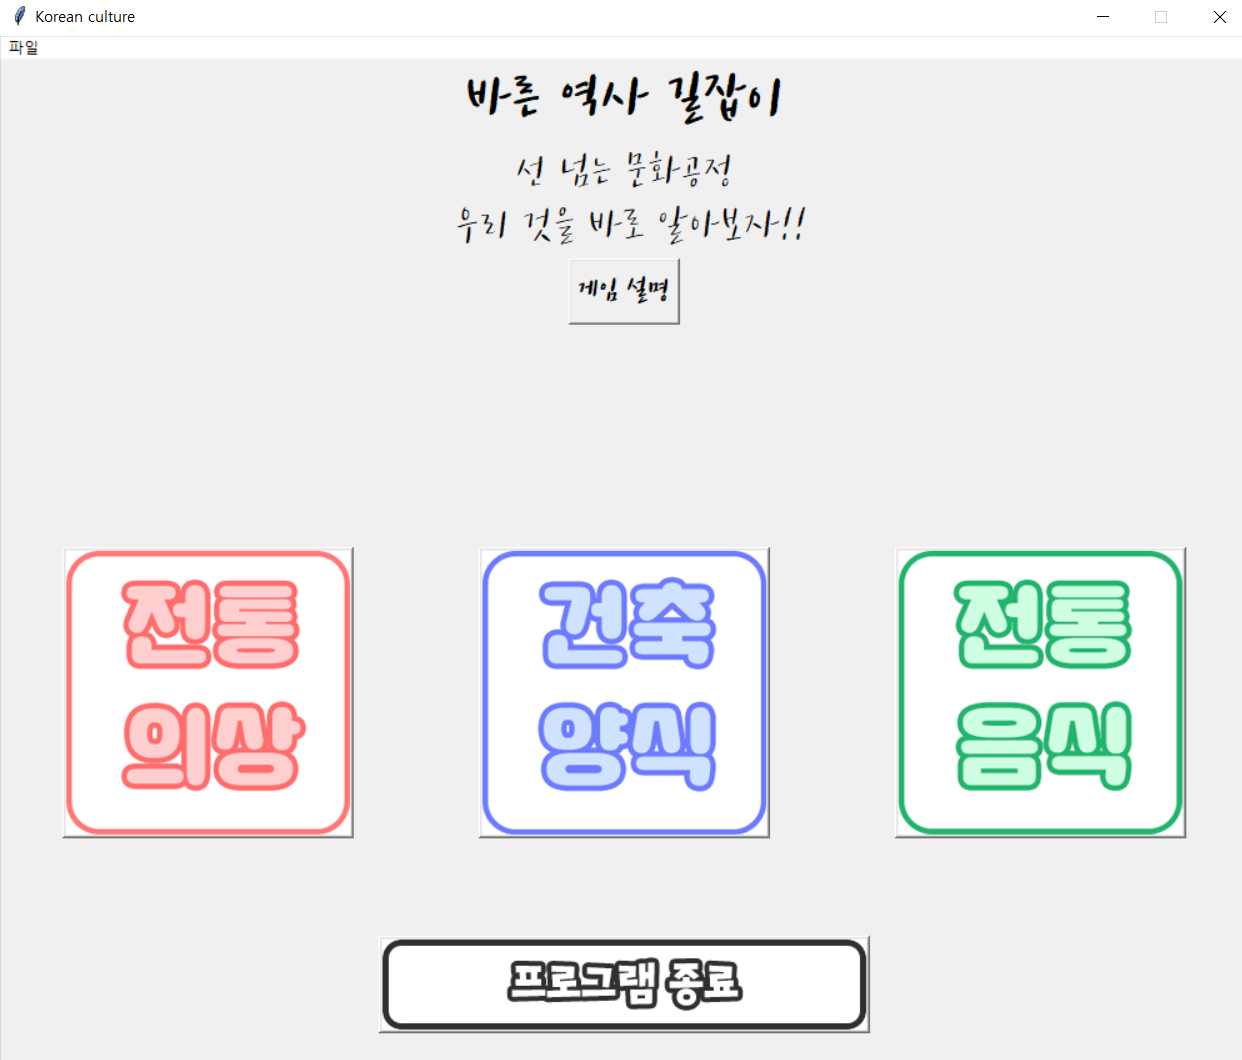 Korean culture
파일
바른 역사 길잡이
선 넘는 문화공정
우리 것을 바로 알아보자!!
게임 설명
전통
의상
건축
양식
전통
음식
프로그램 종료